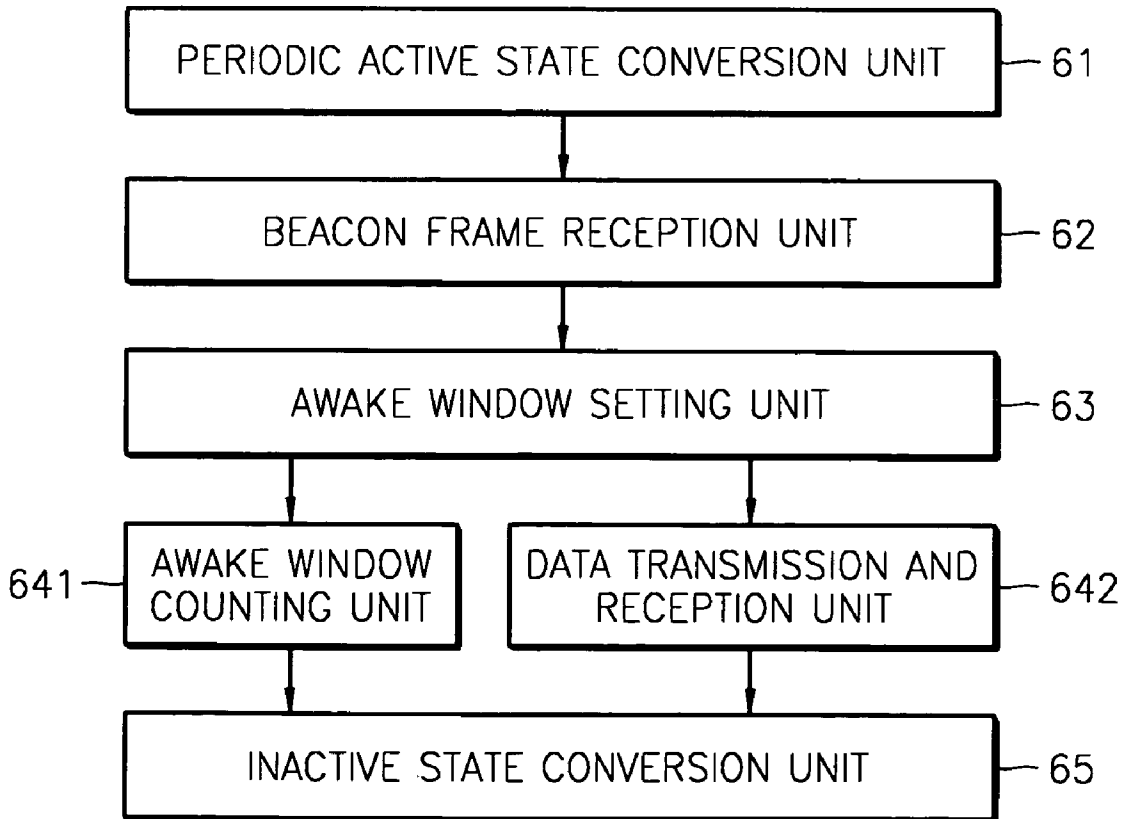 PERIODIC ACTIVE STATE CONVERSION UNIT 61
BEACON FRAME RECEPTION UNIT 62
AWAKE WINDOW SETTING UNIT 63
641 AWAKE WINDOW
COUNTING UNIT
DATA TRANSMISSION AND
RECEPTION UNIT 642
INACTIVE STATE CONVERSION UNIT 65